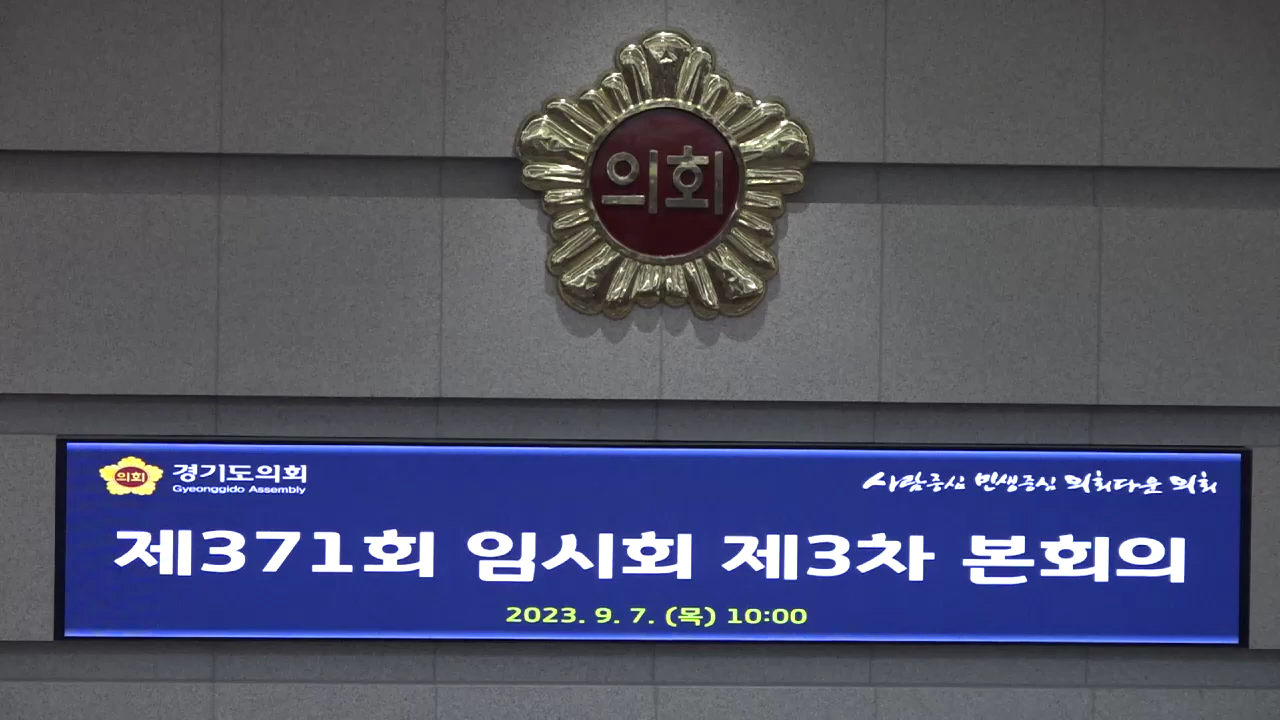 의회
의회 경기도의회
Gyeonggido Assembly
사람중심 민생중심 의회다운 의회
제371회 임시회 제3차 본회의
2023. 9. 7. (목) 10:00